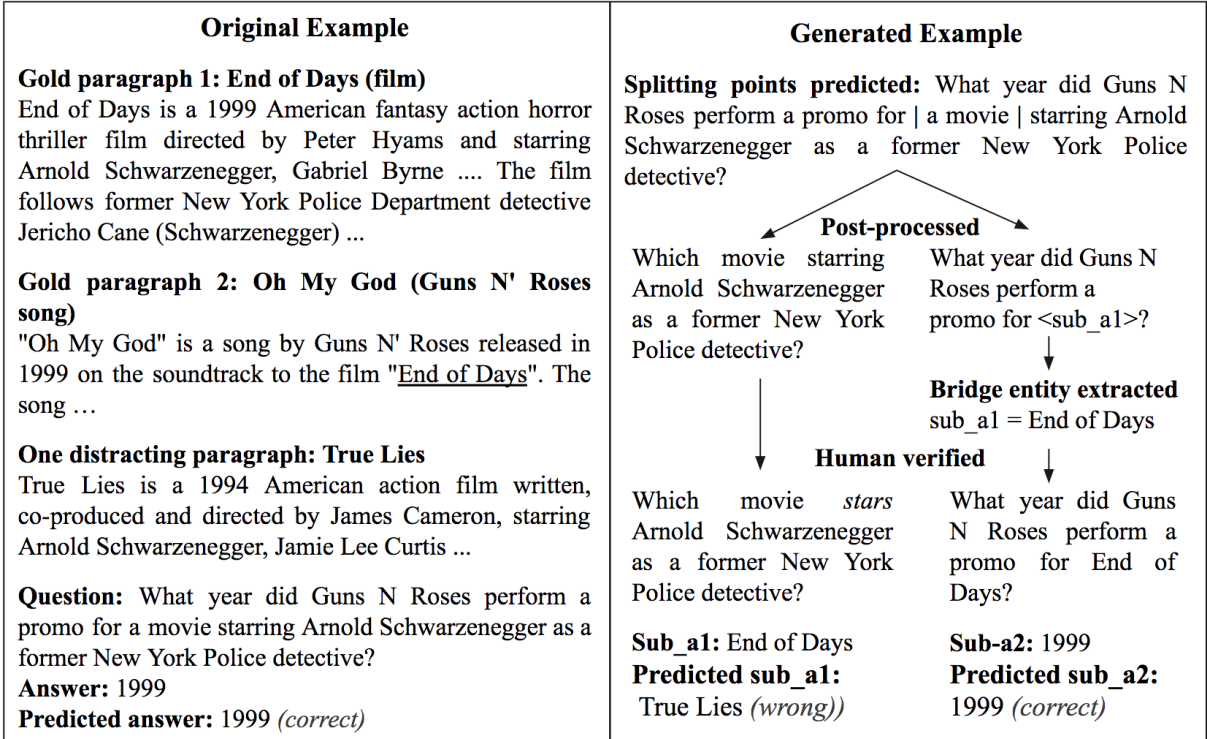 Original Example
Gold paragraph 1: End of Days (film)
End of Days is a 1999 American fantasy action horror
thriller film directed by Peter Hyams and starring
Arnold Schwarzenegger, Gabriel Byrne .... The film
follows former New York Police Department detective
Jericho Cane (Schwarzenegger) ...
Gold paragraph 2: Oh My God (Guns N' Roses
song)
"Oh My God" is a song by Guns N' Roses released in
1999 on the soundtrack to the film "End of Days". The
song …
One distracting paragraph: True Lies
True Lies is a 1994 American action film written,
co-produced and directed by James Cameron, starring
Arnold Schwarzenegger, Jamie Lee Curtis ...
Question: What year did Guns N Roses perform a
promo for a movie starring Arnold Schwarzenegger as a
former New York Police detective?
Answer: 1999
Predicted answer: 1999 (correct)
Generated Example
Splitting points predicted: What year did Guns N
Roses perform a promo for | a movie | starring Arnold
Schwarzenegger as a former New York Police
detective?
Post-processed
Which movie starring
Arnold Schwarzenegger
as a former New York
Police detective?
What year did Guns N
Roses perform a
promo for <sub_a1>?
Bridge entity extracted
sub_a1 = End of Days
Human verified
Which movie stars
Arnold Schwarzenegger
as a former New York
Police detective?
What year did Guns
N Roses perform a
promo for End of
Days?
Sub_a1: End of Days
Predicted sub_a1:
True Lies (wrong))
Sub-a2: 1999
Predicted sub_a2:
1999 (correct)